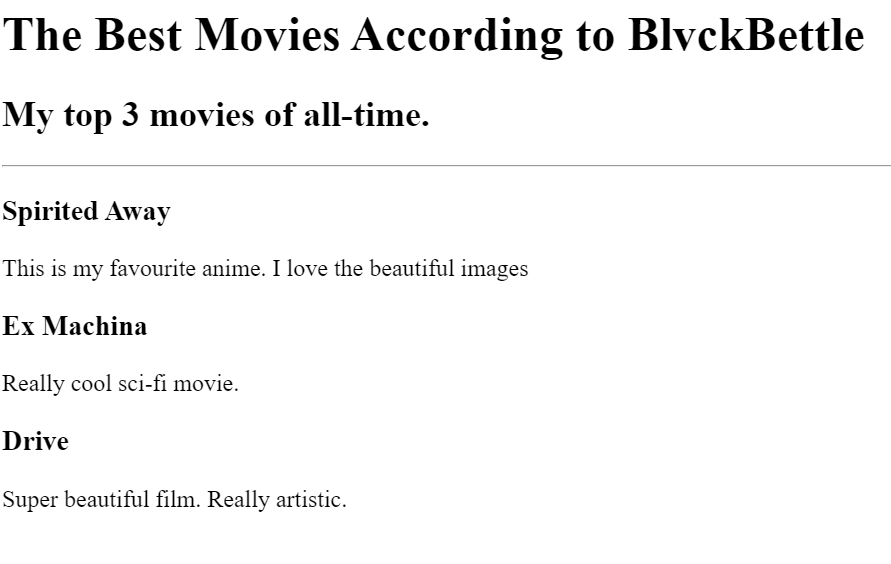 The Best Movies According to BlvckBettle
My top 3 movies of all-time.
Spirited Away
This is my favourite anime. I love the beautiful images
Ex Machina
Really cool sci-fi movie.
Drive
Super beautiful film. Really artistic.